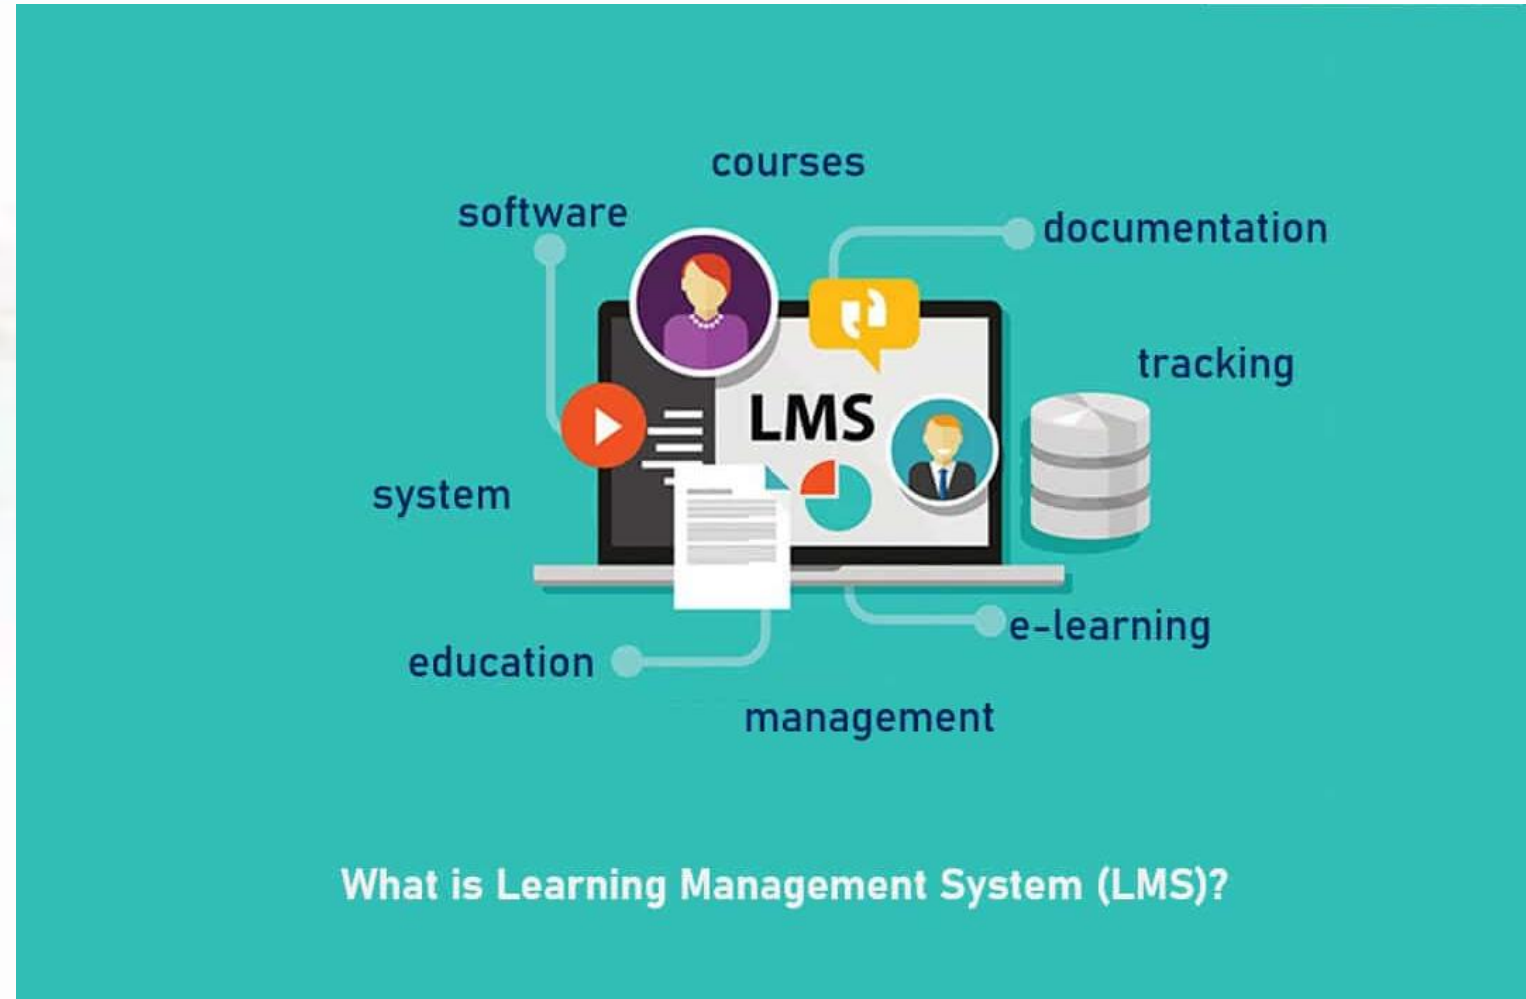 courses
software
documentation
tracking
LMS
system
e-learning
education
management
What is Learning Management System (LMS)?